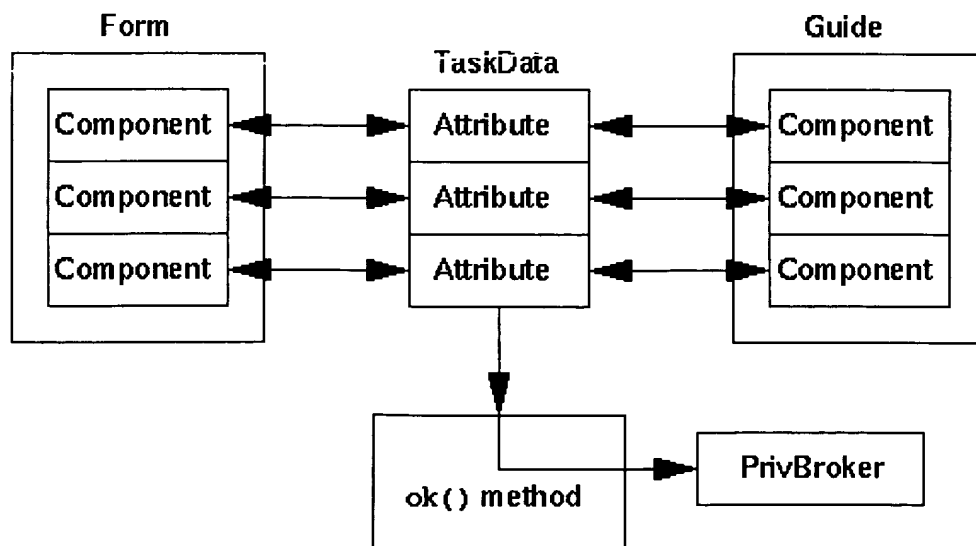 Form
Guide
TaskData
Component
Attribute
Component
Component
Attribute
Component
Component
Attribute
Component
PrivBroker
ok() method